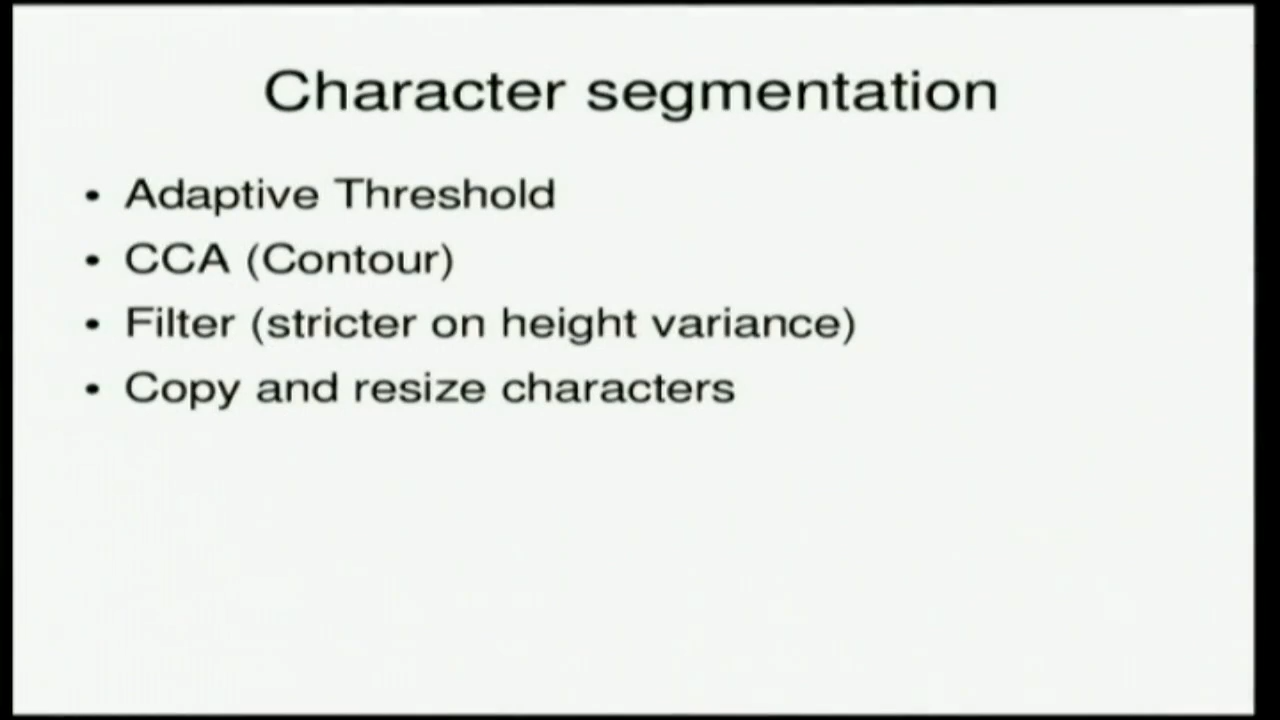 Character segmentation
• Adaptive Threshold
• CCA (Contour)
• Filter (stricter on height variance)
• Copy and resize characters